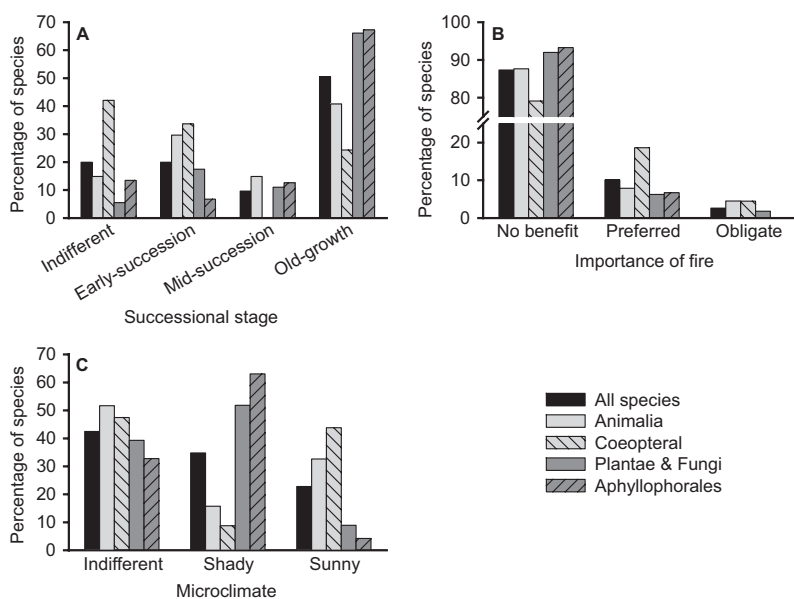 A
Percentage of species
70
60
50
40
30
20
10
0
Indifferent
Early-succession
Mid-succession
Old-growth
Successional stage
B
Percentage of species
100
90
80
20
10
0
No benefit
Preferred
Obligate
Importance of fire
C
Percentage of species
70
60
50
40
30
20
10
0
Indifferent
Shady
Sunny
Microclimate
All species
Animalia
Coeopteral
Plantae & Fungi
Aphyllophorales